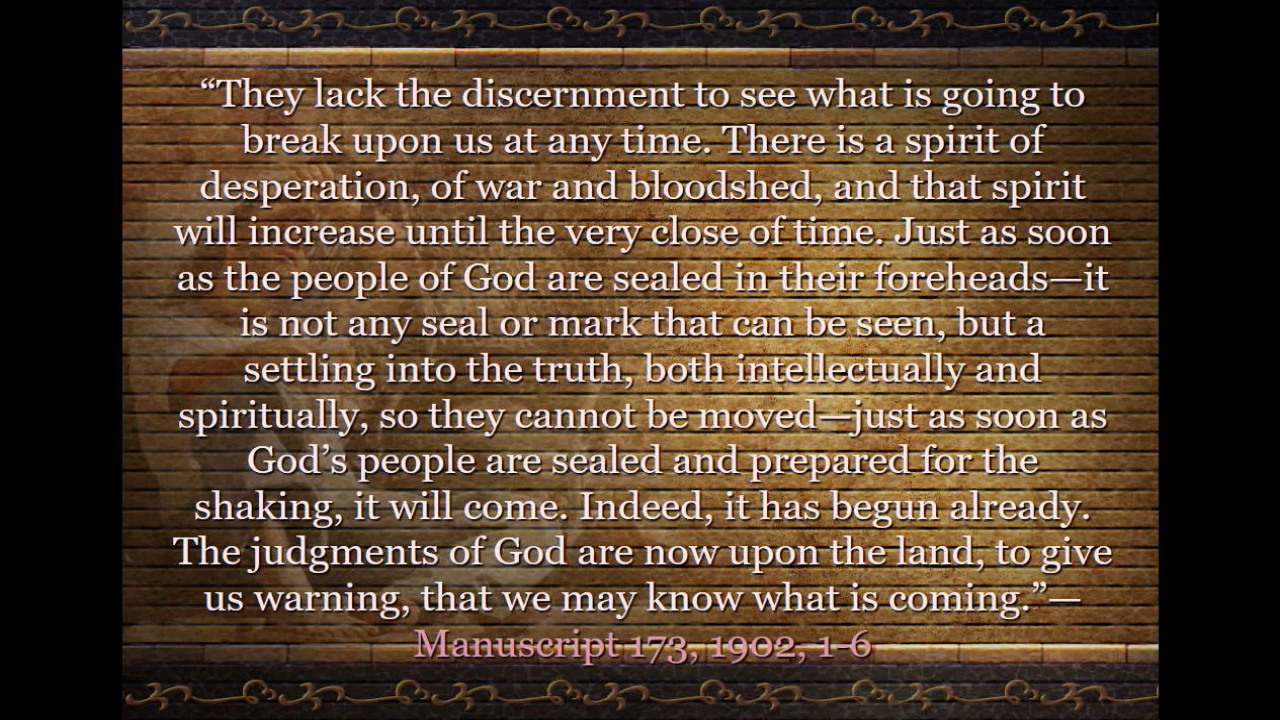 “They lack the discernment to see what is going to
break upon us at any time. There is a spirit of
desperation, of war and bloodshed, and that spirit
will increase until the very close of time. Just as soon
as the people of God are sealed in their foreheads—it
is not any seal or mark that can be seen, but a
settling into the truth, both intellectually and
spiritually, so they cannot be moved—just as soon as
God’s people are sealed and prepared for the
shaking, it will come. Indeed, it has begun already.
The judgments of God are now upon the land, to give
us warning, that we may know what is coming.”—
Manuscript 173, 1902, 1-6